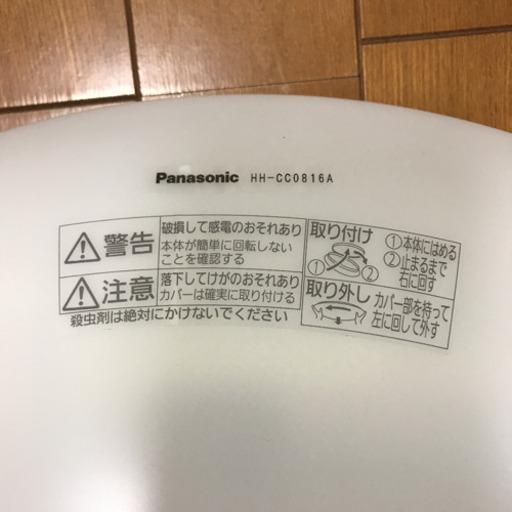 Panasonic HH-CC0816A
警告
破損して感電のおそれあり
本体が簡単に回転しない
ことを確認する
注意
落下してけがのおそれあり
カバーは確実に取り付ける
殺虫剤は絶対にかけないでください
取り付け
① ②
①本体にはめる
②止まるまで
右に回す
取り外し
カバー部を持って
左に回して外す